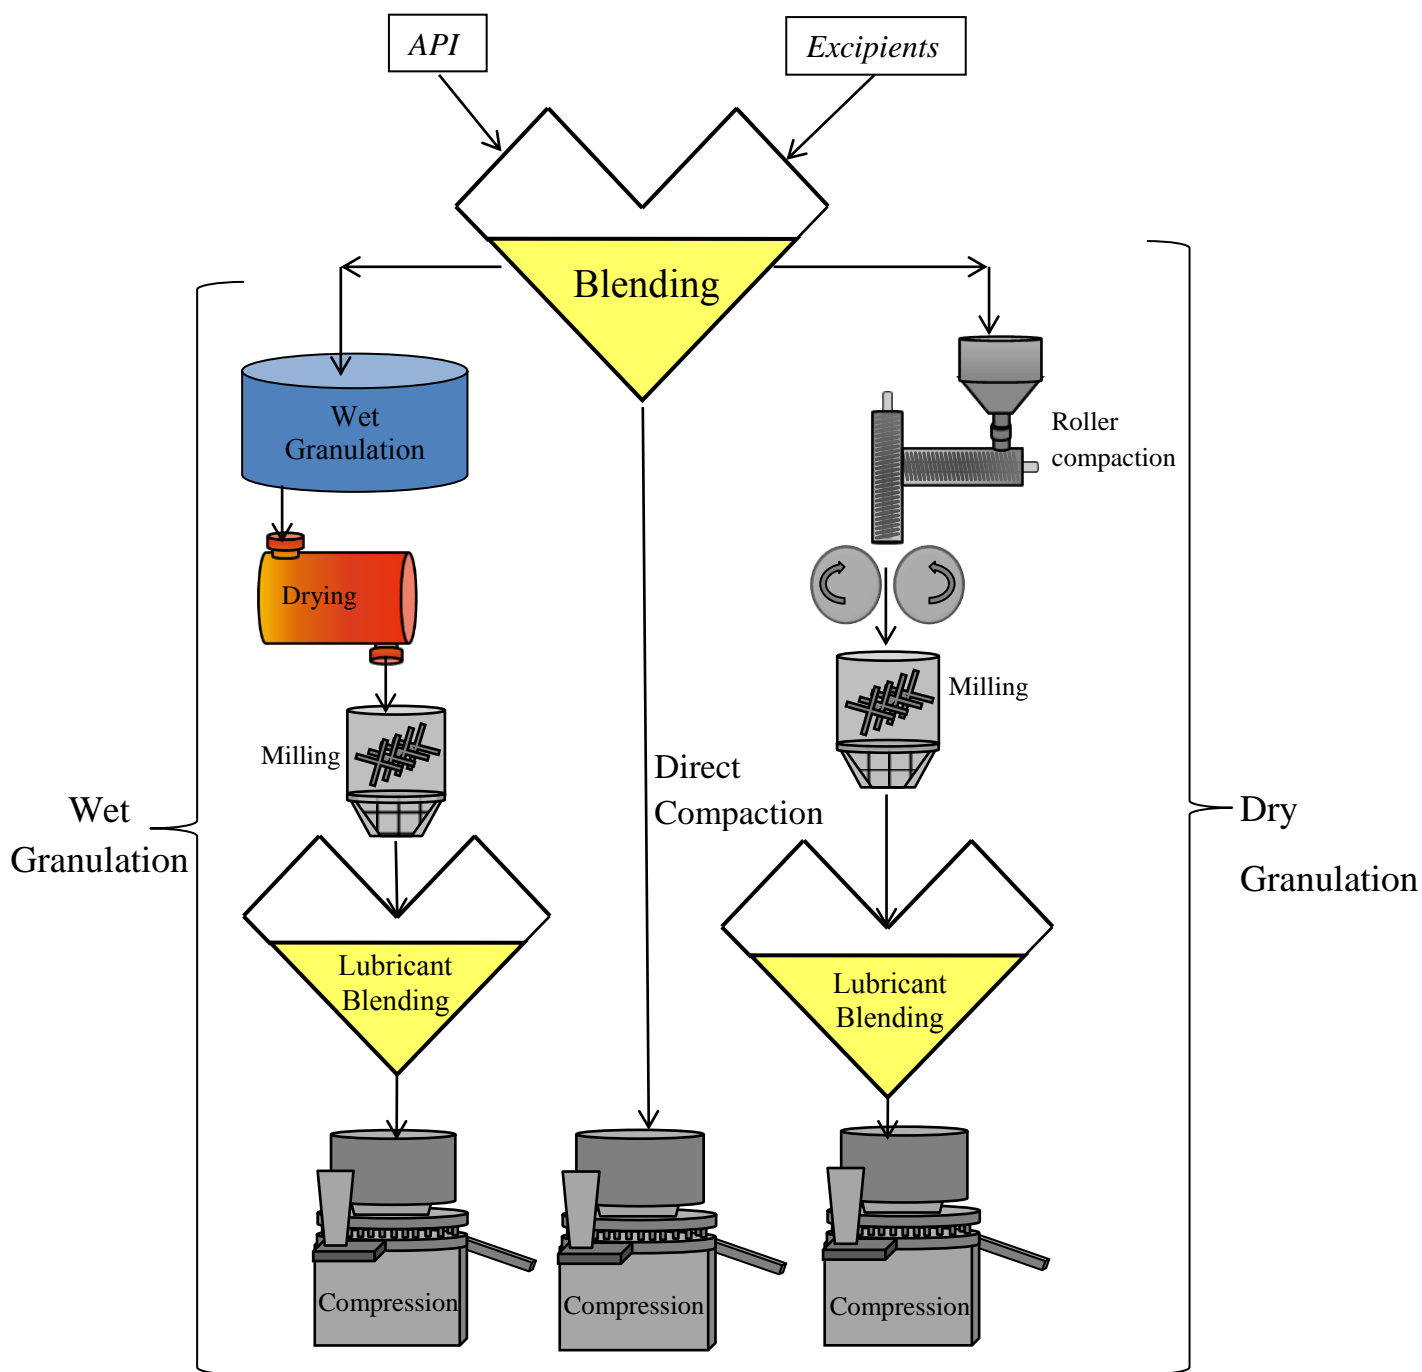 API
Excipients
Blending
Wet
Granulation
Roller
compaction
Drying
Milling
Milling
Direct
Compaction
Wet
Granulation
Dry
Granulation
Lubricant
Blending
Lubricant
Blending
Compression
Compression
Compression